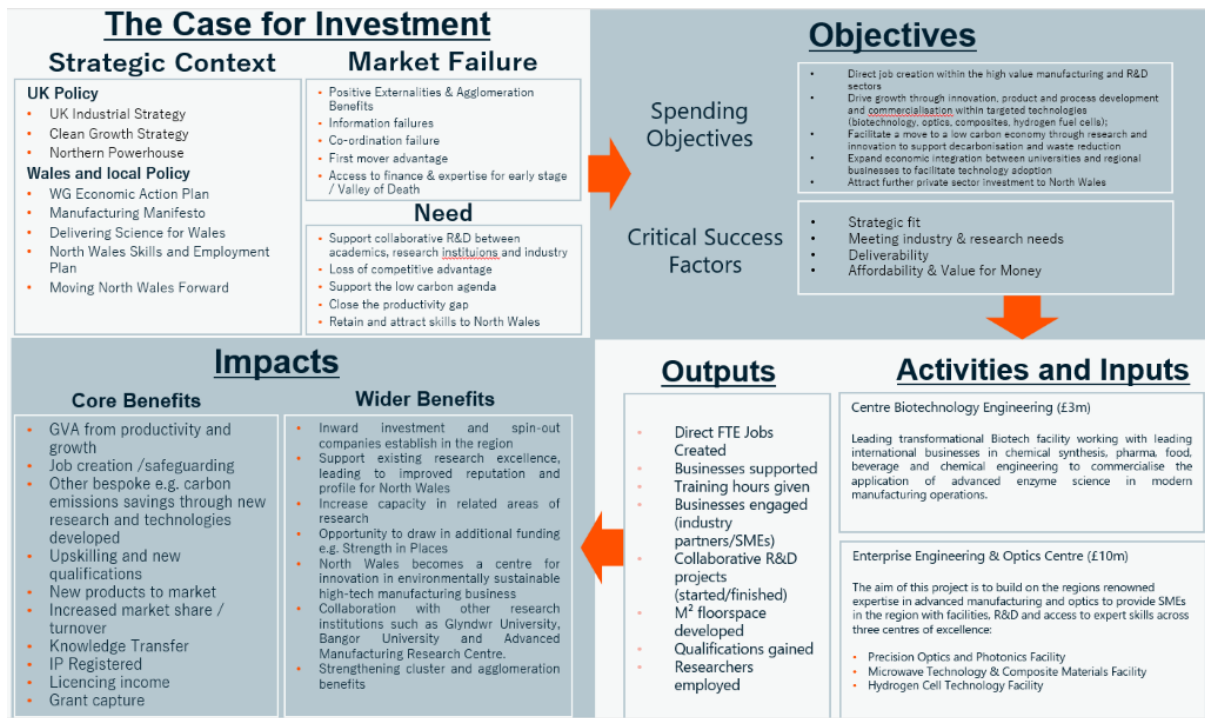 The Case for Investment
Strategic Context
UK Policy
• UK Industrial Strategy
• Clean Growth Strategy
• Northern Powerhouse
Wales and local Policy
• WG Economic Action Plan
• Manufacturing Manifesto
• Delivering Science for Wales
• North Wales Skills and Employment
Plan
• Moving North Wales Forward
Market Failure
• Positive Externalities & Agglomeration
Benefits
• Information failures
• Co-ordination failure
• First mover advantage
• Access to finance & expertise for early stage
/ Valley of Death
Need
• Support collaborative R&D between
academics, research instituions and industry
• Loss of competitive advantage
• Support the low carbon agenda
• Close the productivity gap
• Retain and attract skills to North Wales
Objectives
Spending
Objectives
• Direct job creation within the high value manufacturing and R&D
sectors
• Drive growth through innovation, product and process development
and commercialisation within targeted technologies
(biotechnology, optics, composites, hydrogen fuel cells);
• Facilitate a move to a low carbon economy through research and
innovation to support decarbonisation and waste reduction
• Expand economic integration between universities and regional
businesses to facilitate technology adoption
• Attract further private sector investment to North Wales
Critical Success
Factors
• Strategic fit
• Meeting industry & research needs
• Deliverability
• Affordability & Value for Money
Impacts
Core Benefits
• GVA from productivity and
growth
• Job creation /safeguarding
• Other bespoke e.g. carbon
emissions savings through new
research and technologies
developed
• Upskilling and new
qualifications
• New products to market
• Increased market share /
turnover
• Knowledge Transfer
• IP Registered
• Licencing income
• Grant capture
Wider Benefits
• Inward investment and spin-out
companies establish in the region
• Support existing research excellence,
leading to improved reputation and
profile for North Wales
• Increase capacity in related areas of
research
• Opportunity to draw in additional funding
e.g. Strength in Places
• North Wales becomes a centre for
innovation in environmentally sustainable
high-tech manufacturing business
• Collaboration with other research
institutions such as Glyndwr University,
Bangor University and Advanced
Manufacturing Research Centre.
• Strengthening cluster and agglomeration
benefits
Outputs
• Direct FTE Jobs
Created
• Businesses supported
• Training hours given
• Businesses engaged
(industry
partners/SMEs)
• Collaborative R&D
projects
(started/finished)
• M² floorspace
developed
• Qualifications gained
• Researchers
employed
Activities and Inputs
Centre Biotechnology Engineering (£3m)
Leading transformational Biotech facility working with leading
international businesses in chemical synthesis, pharma, food,
beverage and chemical engineering to commercialise the
application of advanced enzyme science in modern
manufacturing operations.
Enterprise Engineering & Optics Centre (£10m)
The aim of this project is to build on the regions renowned
expertise in advanced manufacturing and optics to provide SMEs
in the region with facilities, R&D and access to expert skills across
three centres of excellence:
• Precision Optics and Photonics Facility
• Microwave Technology & Composite Materials Facility
• Hydrogen Cell Technology Facility